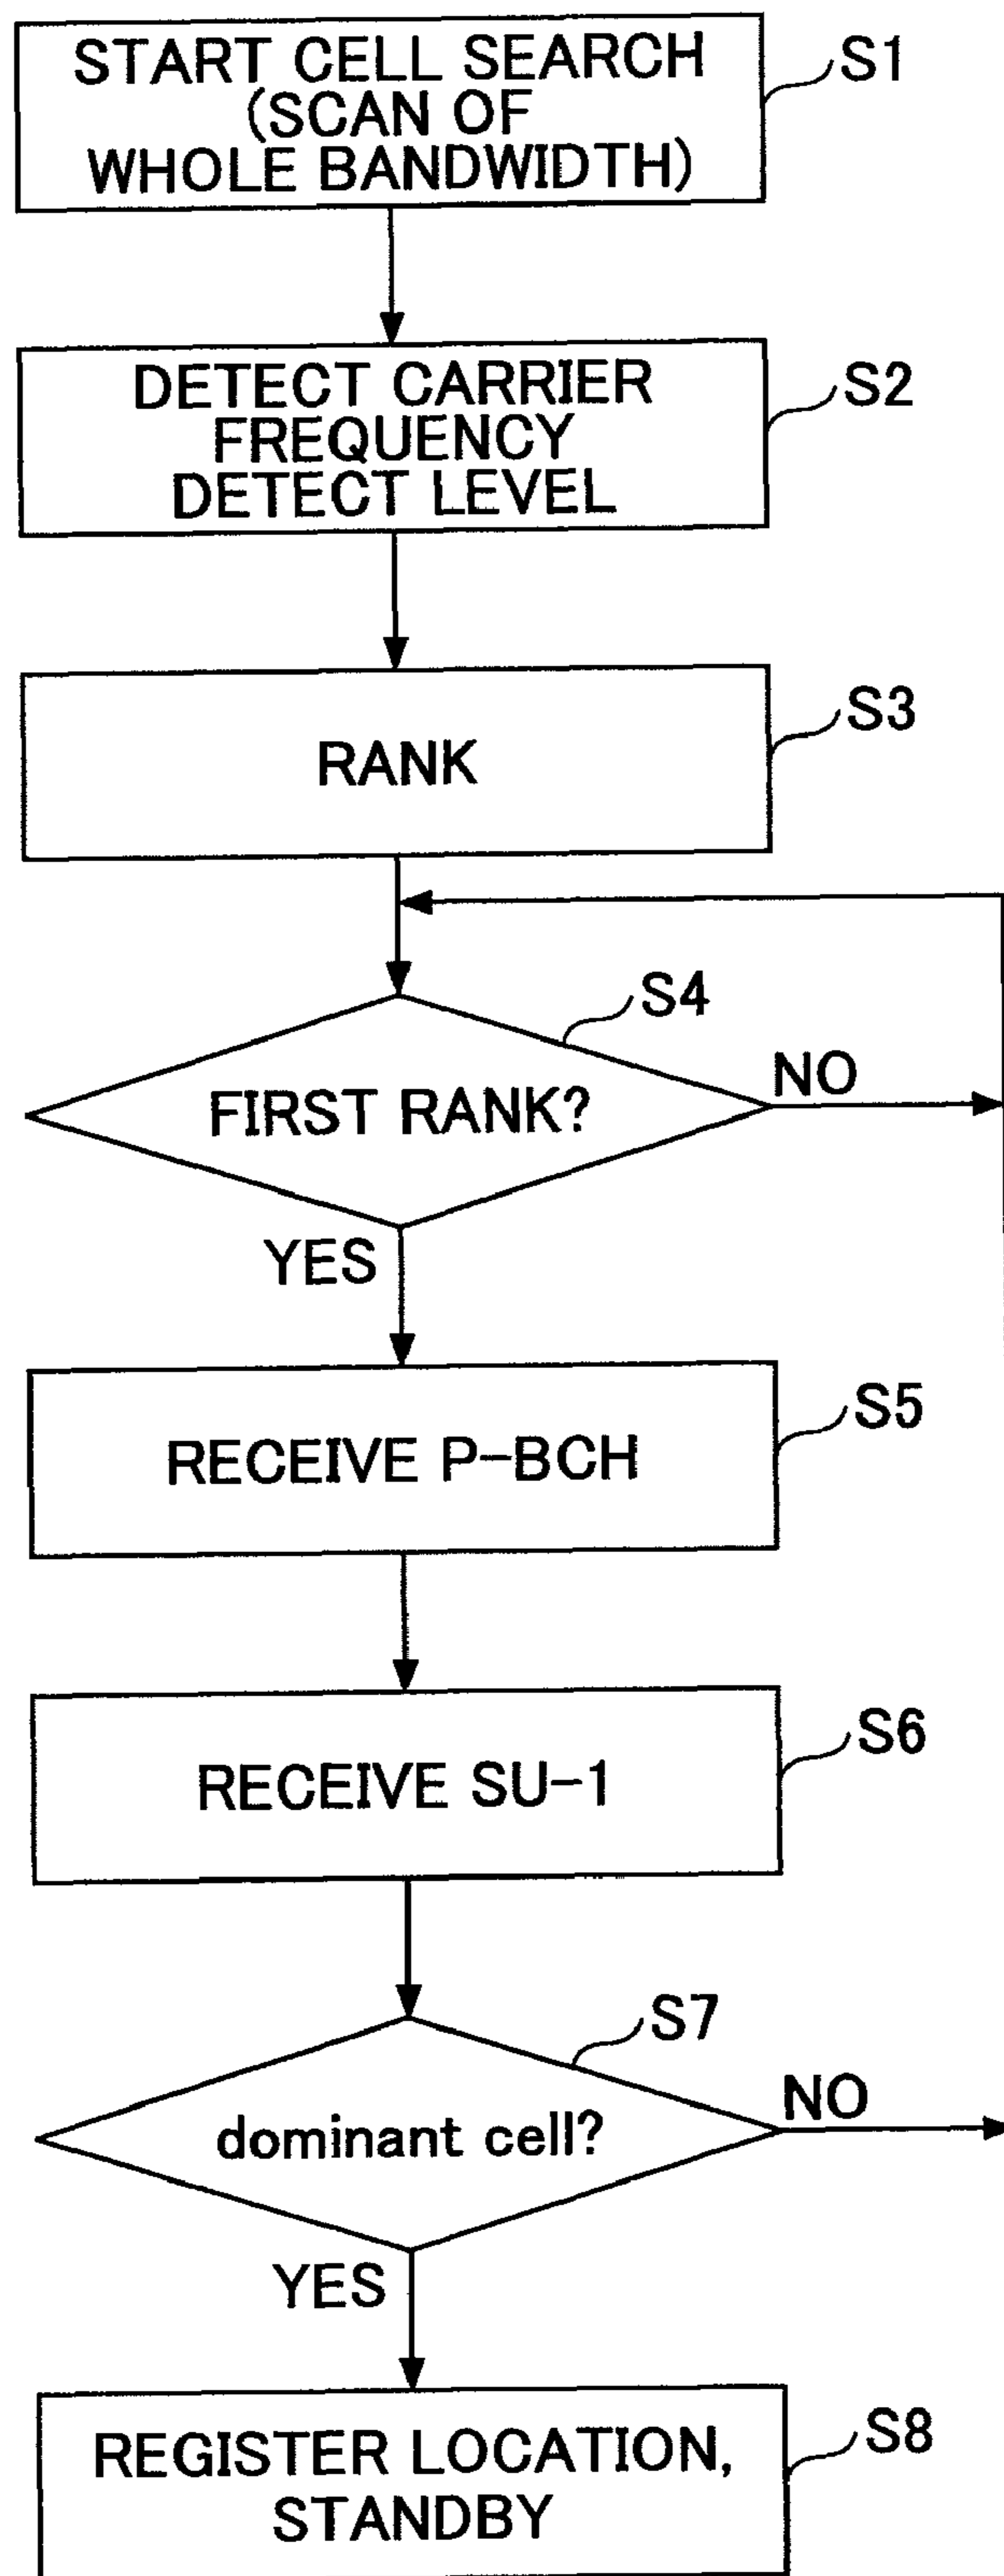 START CELL SEARCH
(SCAN OF
WHOLE BANDWIDTH)
S1
DETECT CARRIER
FREQUENCY
DETECT LEVEL
S2
RANK
S3
S4
FIRST RANK?
NO
YES
RECEIVE P-BCH
S5
RECEIVE SU-1
S6
S7
dominant cell?
NO
YES
REGISTER LOCATION,
STANDBY
S8